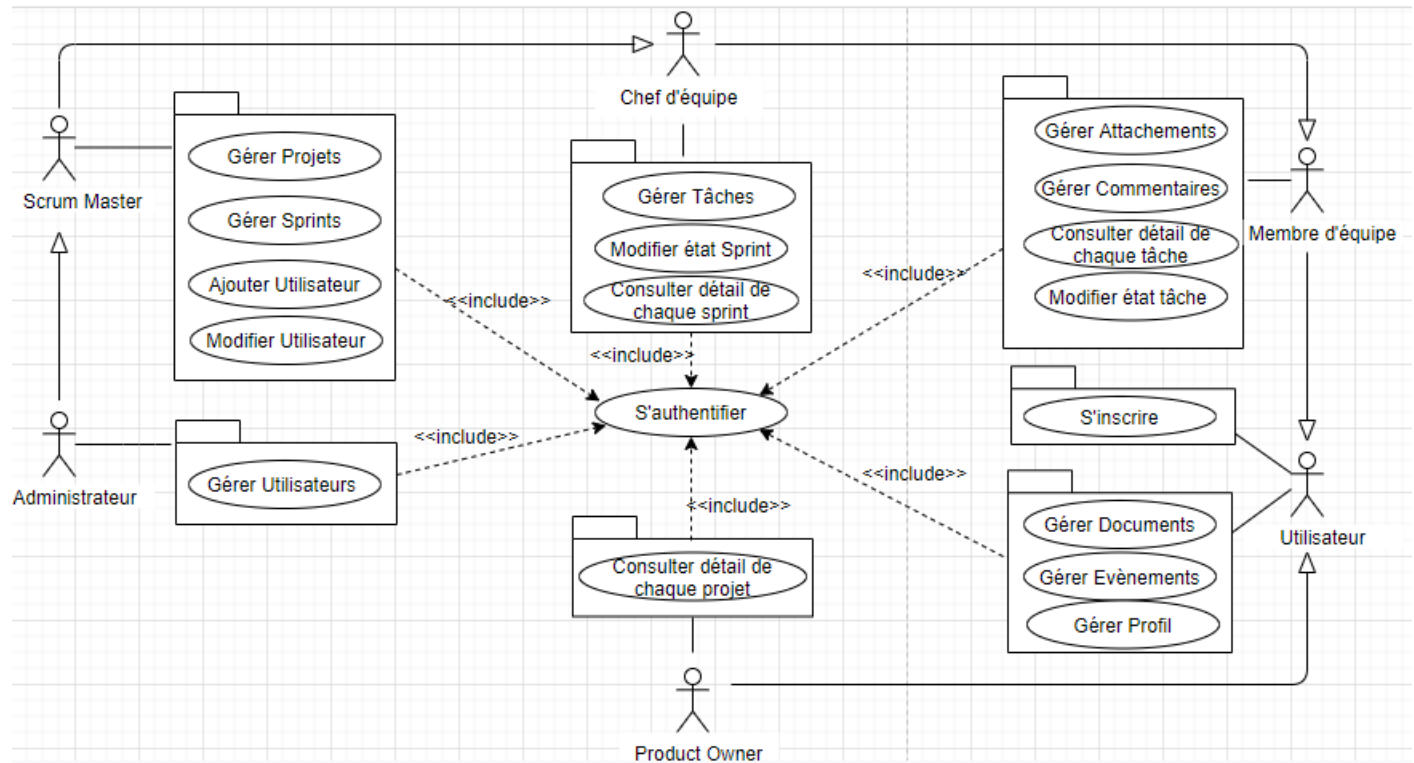 Chef d'équipe
Scrum Master
Gérer Projets
Gérer Sprints
Ajouter Utilisateur
Modifier Utilisateur
<<include>>
Gérer Tâches
Modifier état Sprint
Consulter détail de
chaque sprint
<<include>>
Gérer Attachements
Gérer Commentaires
Consulter détail de
chaque tâche
Modifier état tâche
Membre d'équipe
<<include>>
S'authentifier
S'inscrire
Administrateur
Gérer Utilisateurs
<<include>>
<<include>>
Consulter détail de
chaque projet
Product Owner
<<include>>
Gérer Documents
Gérer Evènements
Gérer Profil
Utilisateur